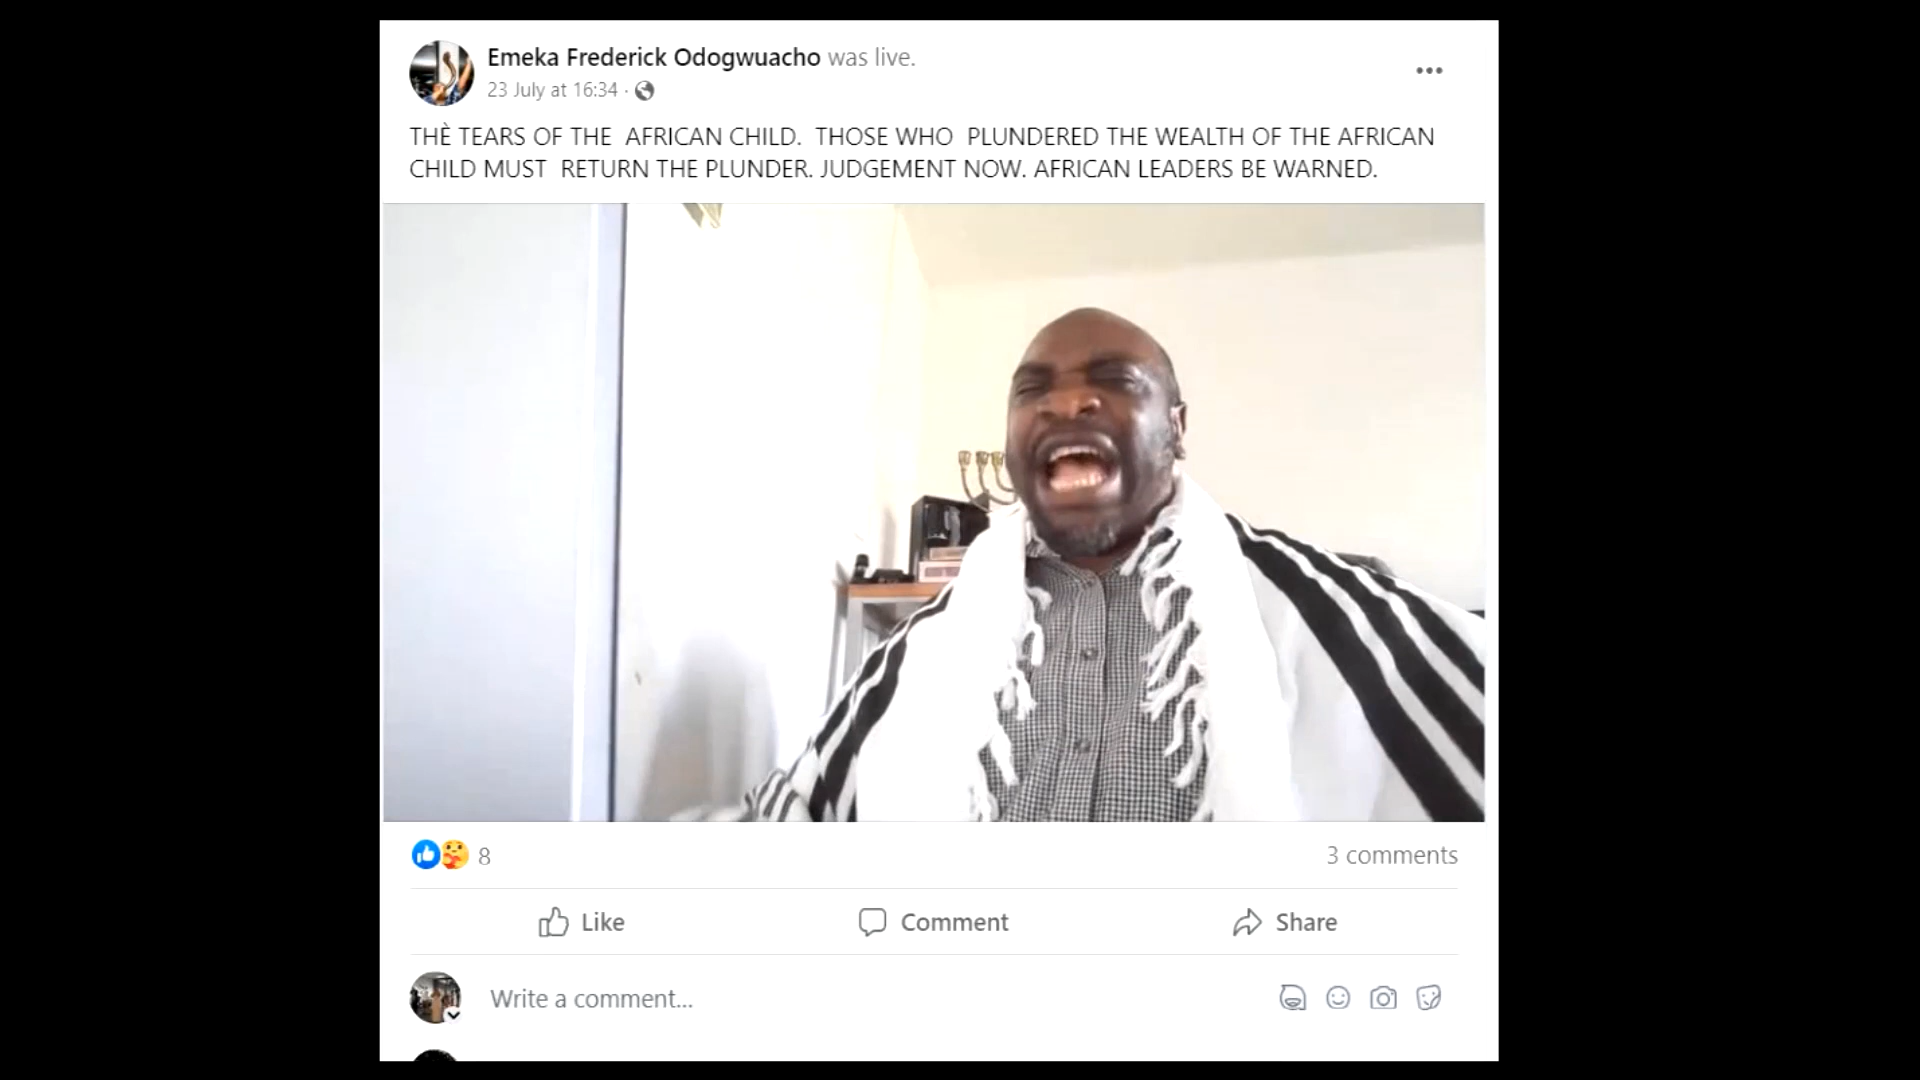 Emeka Frederick Odogwuacho was live.
23 July at 16:34 ·
THÈ TEARS OF THE  AFRICAN CHILD.  THOSE WHO  PLUNDERED THE WEALTH OF THE AFRICAN
CHILD MUST  RETURN THE PLUNDER. JUDGEMENT NOW. AFRICAN LEADERS BE WARNED.
8
3 comments
Like
Comment
Share
Write a comment...